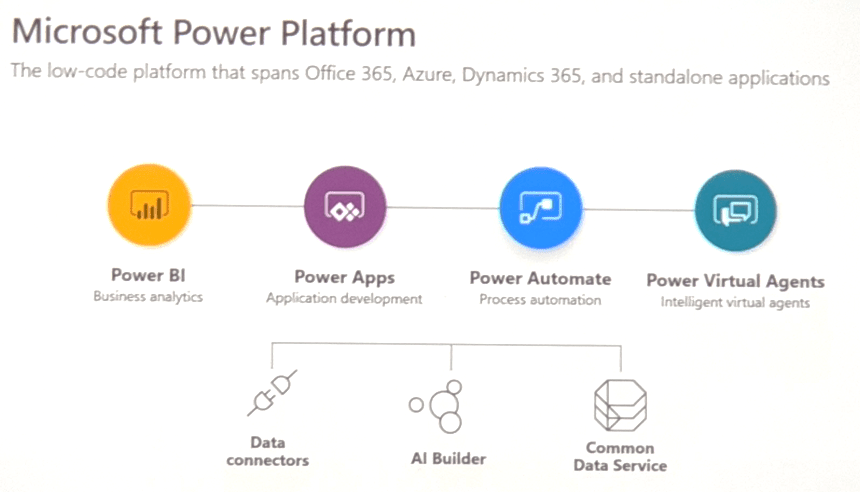 Microsoft Power Platform
The low-code platform that spans Office 365, Azure, Dynamics 365, and standalone applications
Power BI
Business analytics
Power Apps
Application development
Power Automate
Process automation
Power Virtual Agents
Intelligent virtual agents
Data
connectors
AI Builder
Common
Data Service